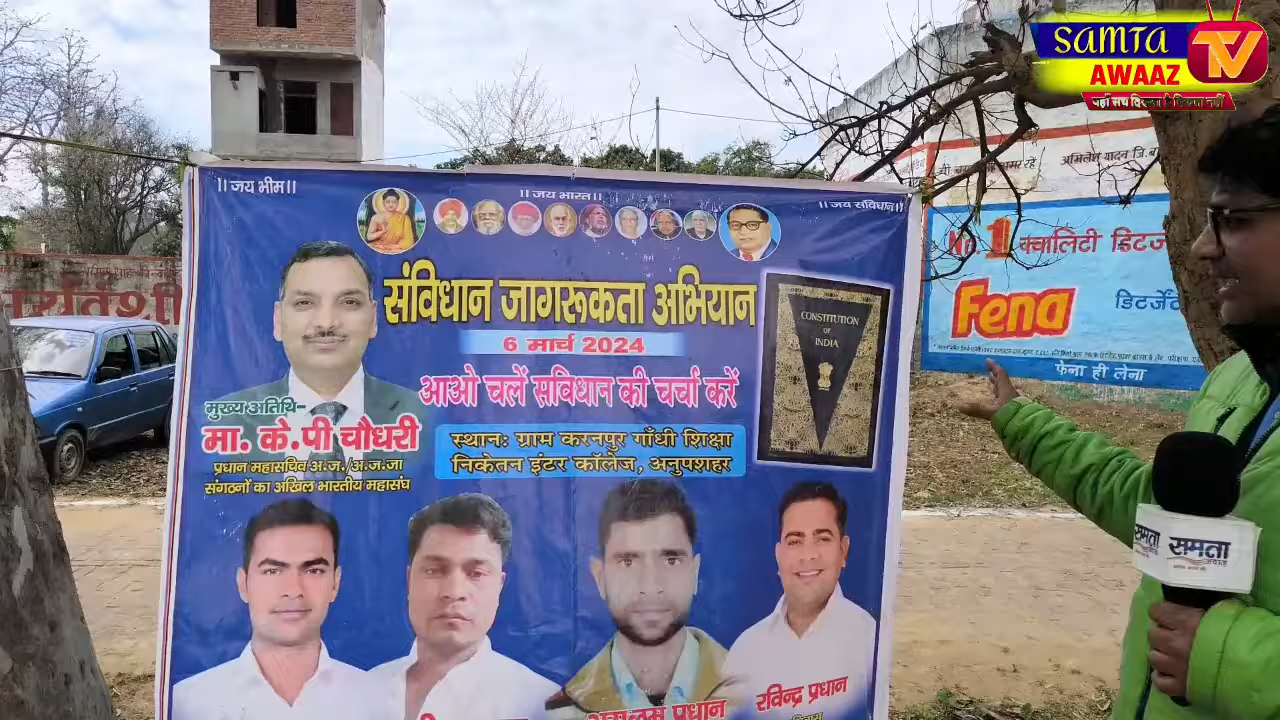 SAMTA
TV
AWAAZ
।।जय भीम।।
।।जय भारत।।
।।जय संविधान।।
संविधान जागरूकता अभियान
6 मार्च 2024
आओ चलें सविधान की चर्चा करें
CONSTITUTION
OF
INDIA
मुख्य अतिथि-
मा. के.पी चौधरी
प्रधान महासचिव अ.ज./अ.ज.जा
संगठनों का अखिल भारतीय महासंघ
स्थानः ग्राम करनपुर गाँधी शिक्षा
निकेतन इंटर कॉलेज, अनुपशहर
प्रधान
रविन्द्र प्रधान
No. 1 क्वालिटी
Fena
फेना ही लेना
समता